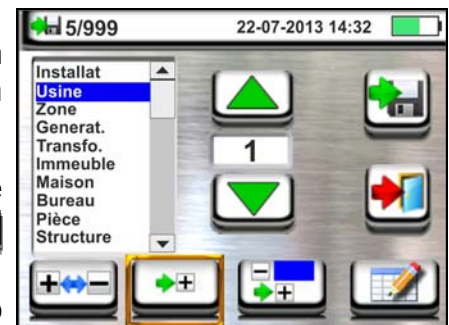 5/999 22-07-2013 14:32
Installat
Usine
Zone
Generat.
Transfo.
Immeuble
Maison
Bureau
Pièce
Structure
1